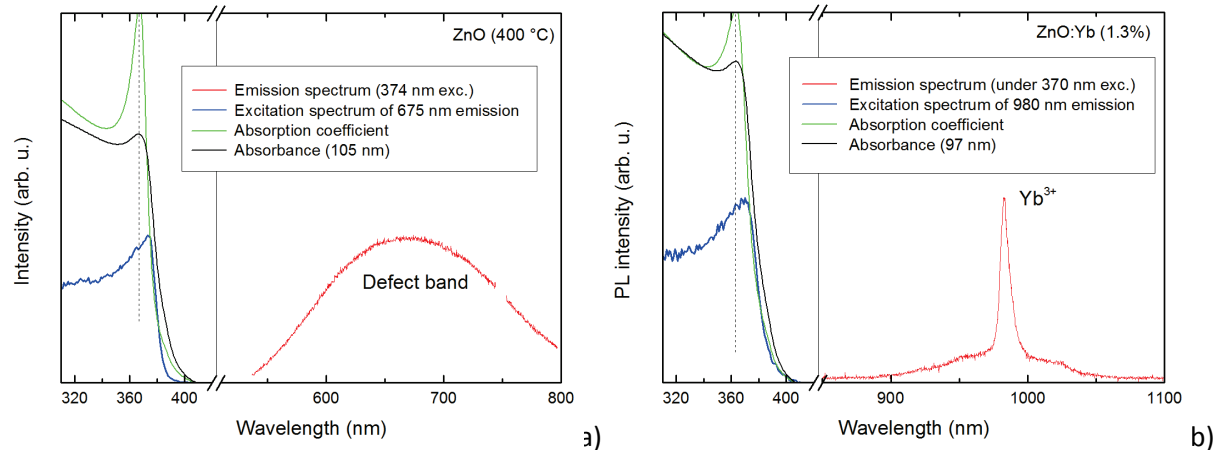 ZnO (400 °C)
Emission spectrum (374 nm exc.)
Excitation spectrum of 675 nm emission
Absorption coefficient
Absorbance (105 nm)
Defect band
Intensity (arb. u.)
320 360 400 600 700 800
Wavelength (nm)
a)
ZnO:Yb (1.3%)
Emission spectrum (under 370 nm exc.)
Excitation spectrum of 980 nm emission
Absorption coefficient
Absorbance (97 nm)
Yb³⁺
PL intensity (arb. u.)
320 360 400 900 1000 1100
Wavelength (nm)
b)